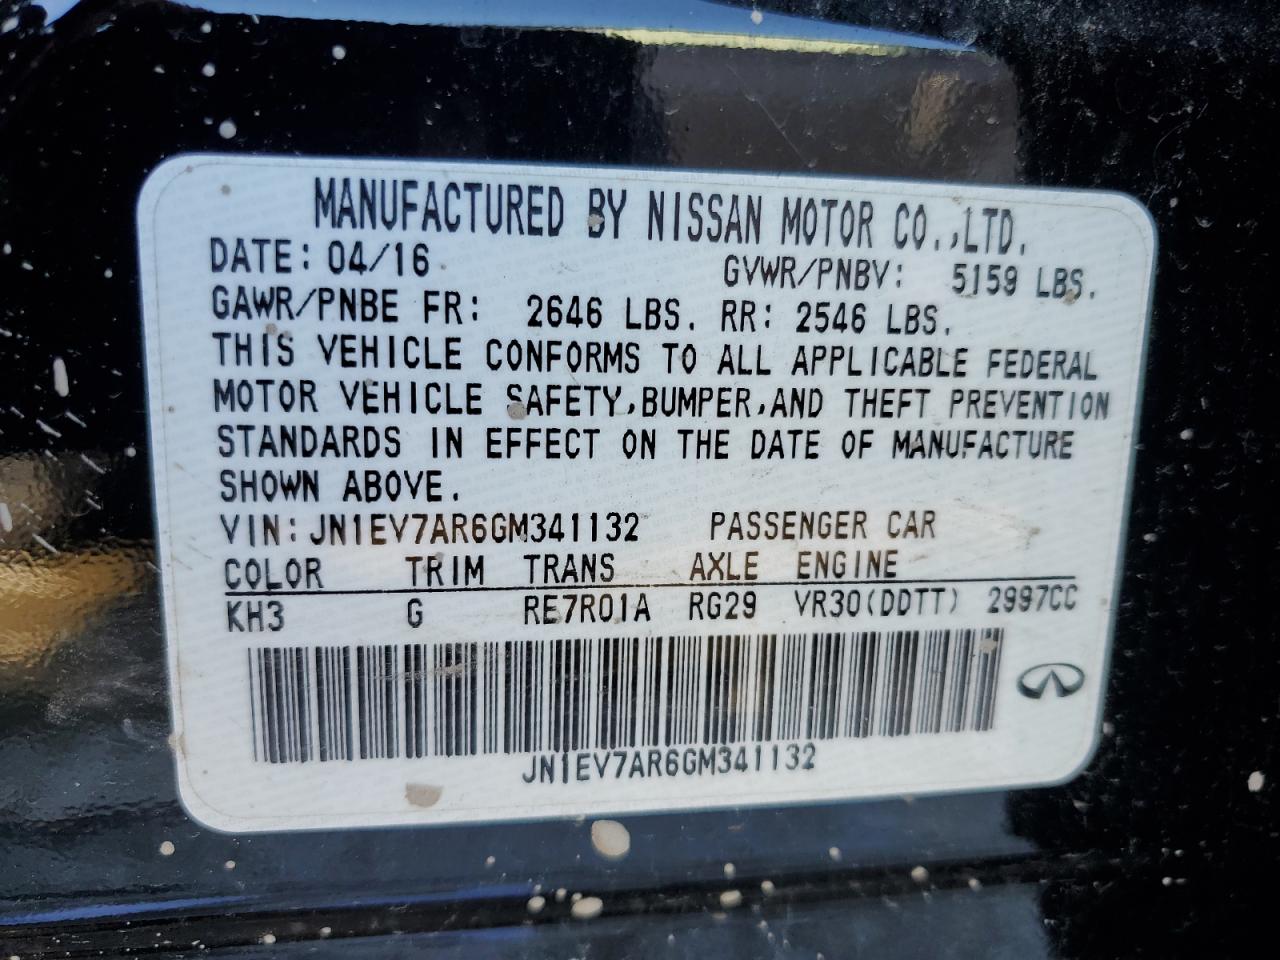 MANUFACTURED BY NISSAN MOTOR CO.,LTD.
DATE: 04/16 GVWR/PNBV: 5159 LBS.
GAWR/PNBE FR: 2646 LBS. RR: 2546 LBS.
THIS VEHICLE CONFORMS TO ALL APPLICABLE FEDERAL
MOTOR VEHICLE SAFETY,BUMPER,AND THEFT PREVENTION
STANDARDS IN EFFECT ON THE DATE OF MANUFACTURE
SHOWN ABOVE.
VIN: JN1EV7AR6GM341132 PASSENGER CAR
COLOR TRIM TRANS AXLE ENGINE
KH3 G RE7R01A RG29 VR30(DDTT) 2997CC
JN1EV7AR6GM341132